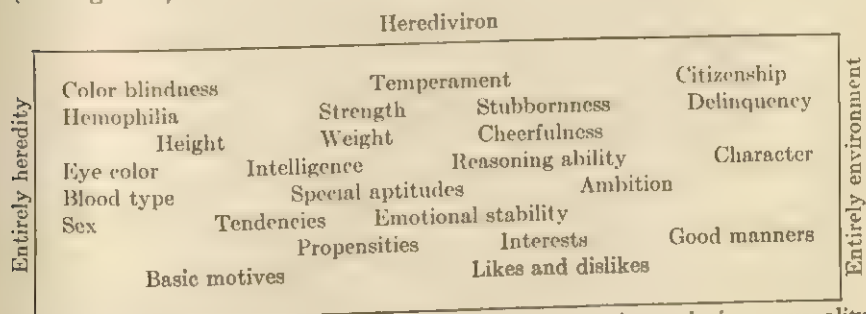 Herediviron
Entirely heredity
Color blindness Temperament Citizenship
Hemophilia Strength Stubbornness Delinquency
Height Weight Cheerfulness
Eye color Intelligence Reasoning ability Character
Blood type Special aptitudes Ambition
Sex Tendencies Emotional stability
Propensities Interests Good manners
Basic motives Likes and dislikes
Entirely environment